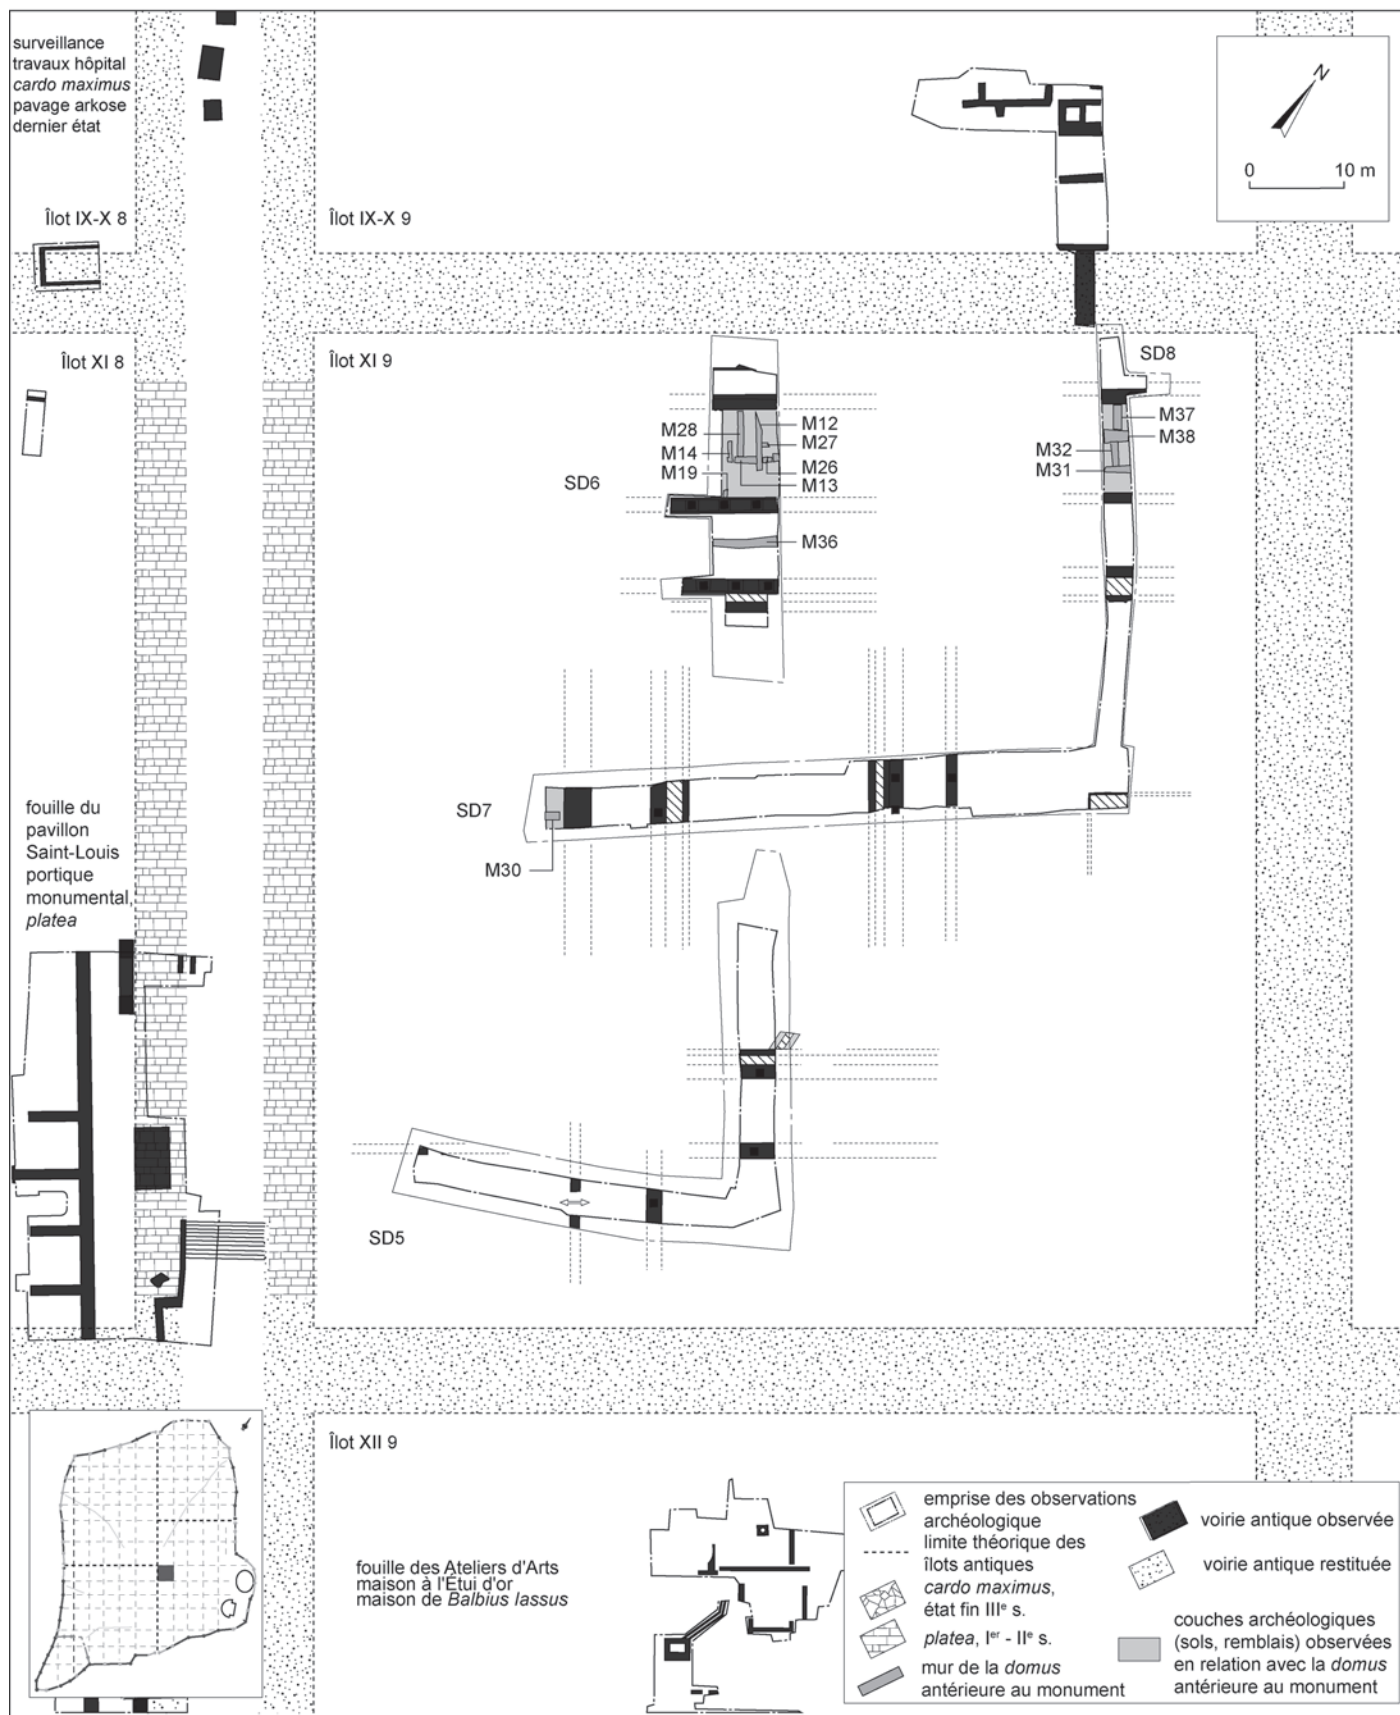 surveillance
travaux hôpital
cardo maximus
pavage arkose
dernier état
N
0 10 m
Îlot IX-X 8
Îlot IX-X 9
Îlot XI 8
Îlot XI 9
SD8
M37
M38
M32
M31
M28
M12
M27
M14
M26
M19
M13
SD6
M36
SD7
M30
fouille du
pavillon
Saint-Louis
portique
monumental,
platea
SD5
Îlot XII 9
fouille des Ateliers d'Arts
maison à l'Étui d'or
maison de Balbius Iassus
emprise des observations
archéologique
limite théorique des
îlots antiques
cardo maximus,
état fin IIIe s.
platea, Ier - IIe s.
mur de la domus
antérieure au monument
voirie antique observée
voirie antique restituée
couches archéologiques
(sols, remblais) observées
en relation avec la domus
antérieure au monument